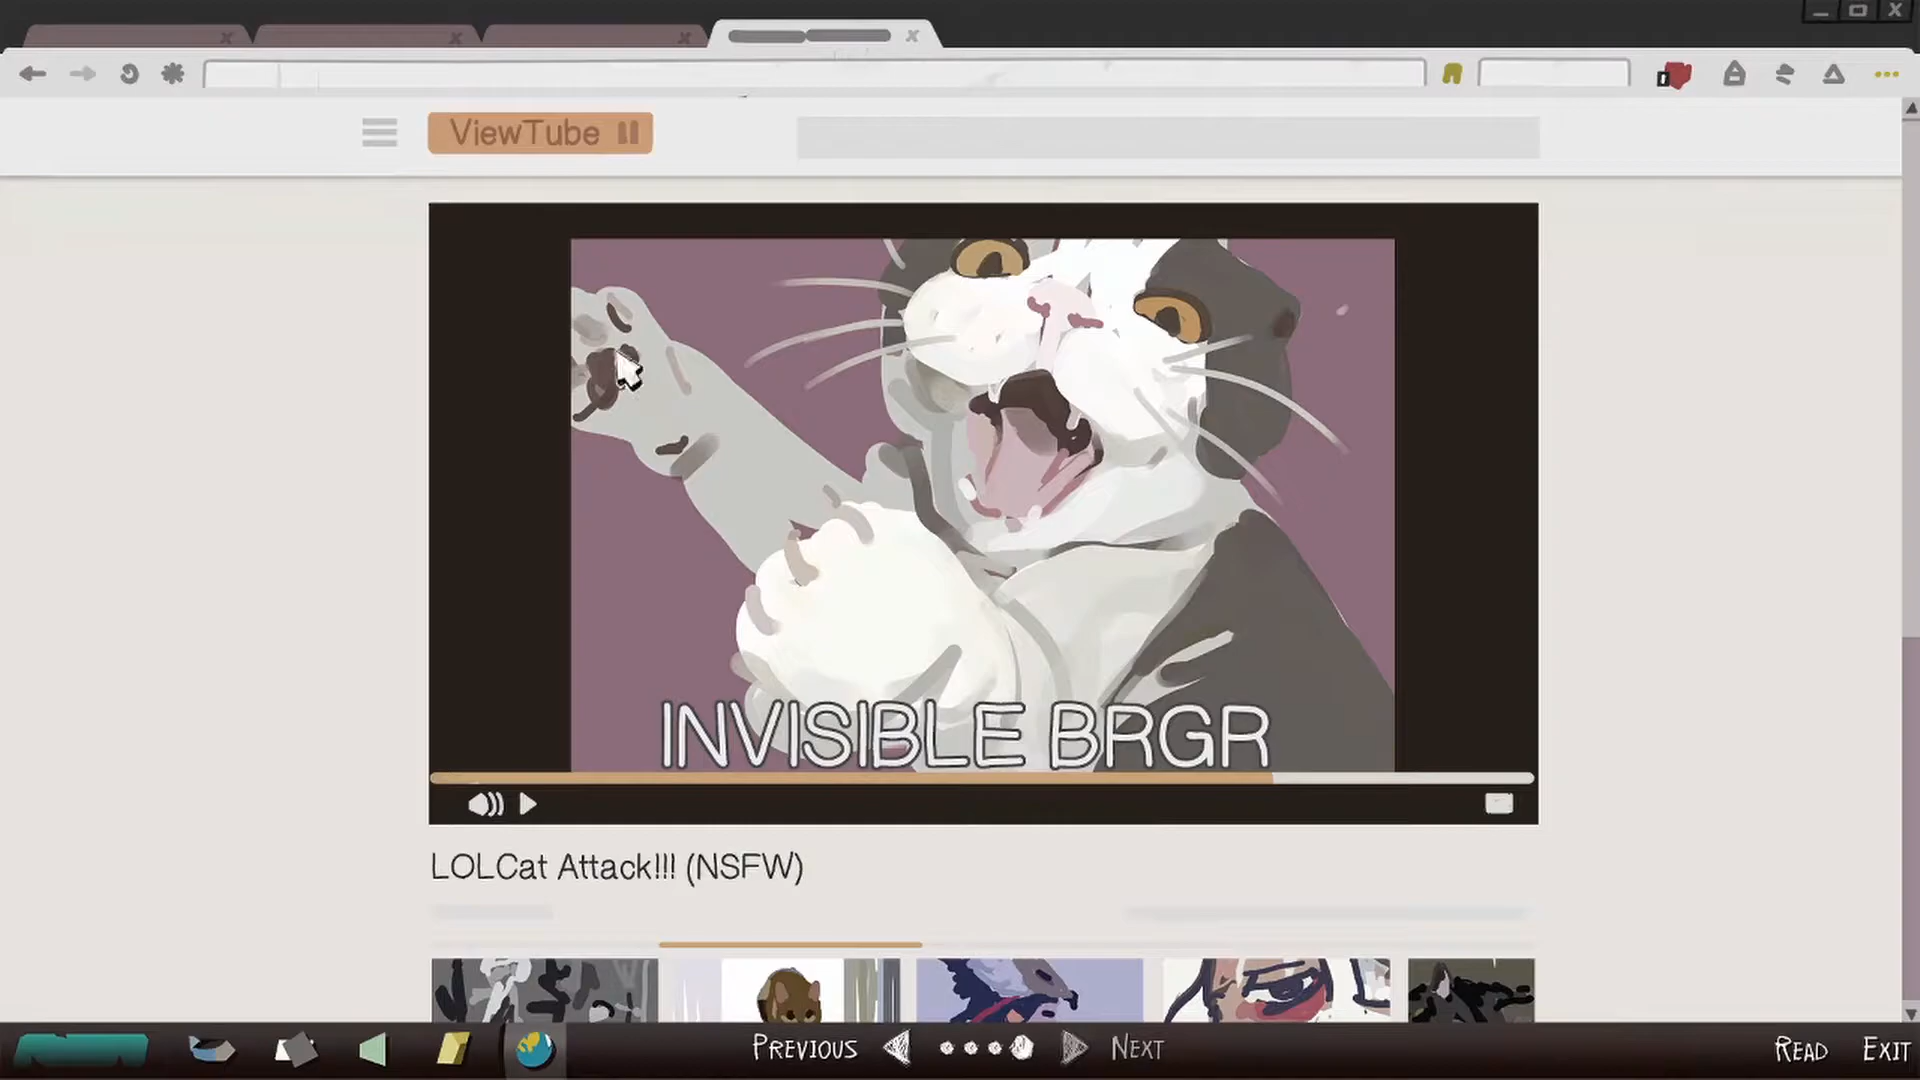 ViewTube
INVISIBLE BRGR
LOLCat Attack!!! (NSFW)
PREVIOUS
NEXT
READ
EXIT